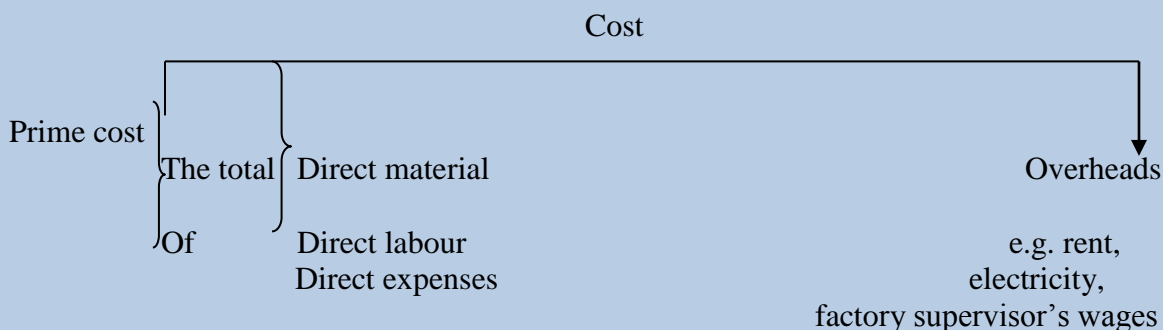 Cost
Prime cost
The total Direct material Overheads
Of Direct labour e.g. rent,
Direct expenses electricity,
factory supervisor’s wages